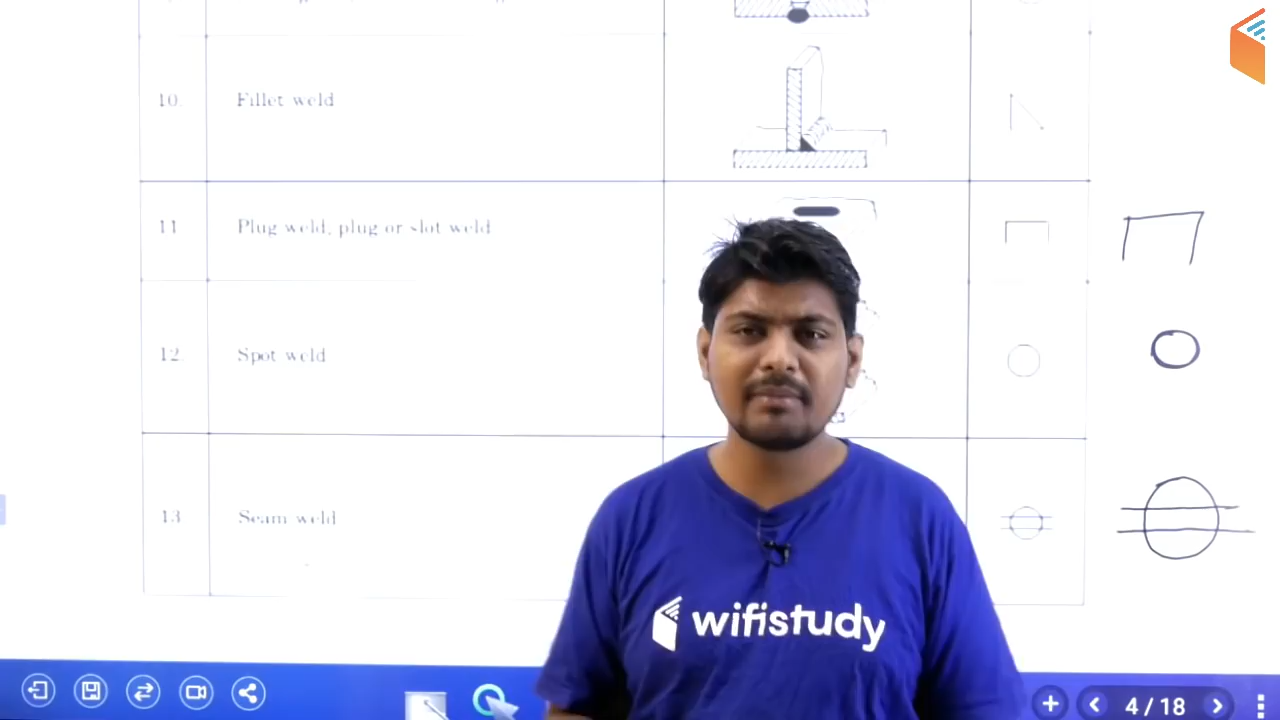 10.
Fillet weld
11
Plug weld, plug or slot weld
12.
Spot weld
13
Seam weld
wifistudy
4 / 18